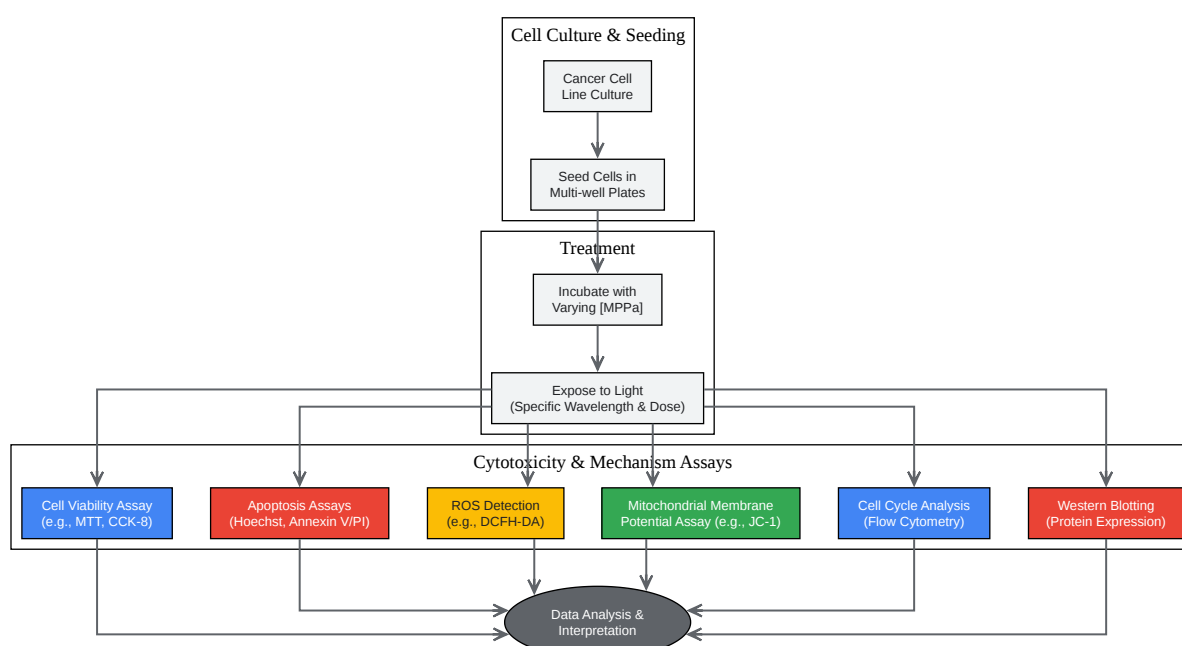 Cell Culture & Seeding
Cancer Cell
Line Culture
Seed Cells in
Multi-well Plates
Treatment
Incubate with
Varying [MPPa]
Expose to Light
(Specific Wavelength & Dose)
Cytotoxicity & Mechanism Assays
Cell Viability Assay
(e.g., MTT, CCK-8)
Apoptosis Assays
(Hoechst, Annexin V/PI)
ROS Detection
(e.g., DCFH-DA)
Mitochondrial Membrane
Potential Assay (e.g., JC-1)
Cell Cycle Analysis
(Flow Cytometry)
Western Blotting
(Protein Expression)
Data Analysis &
Interpretation